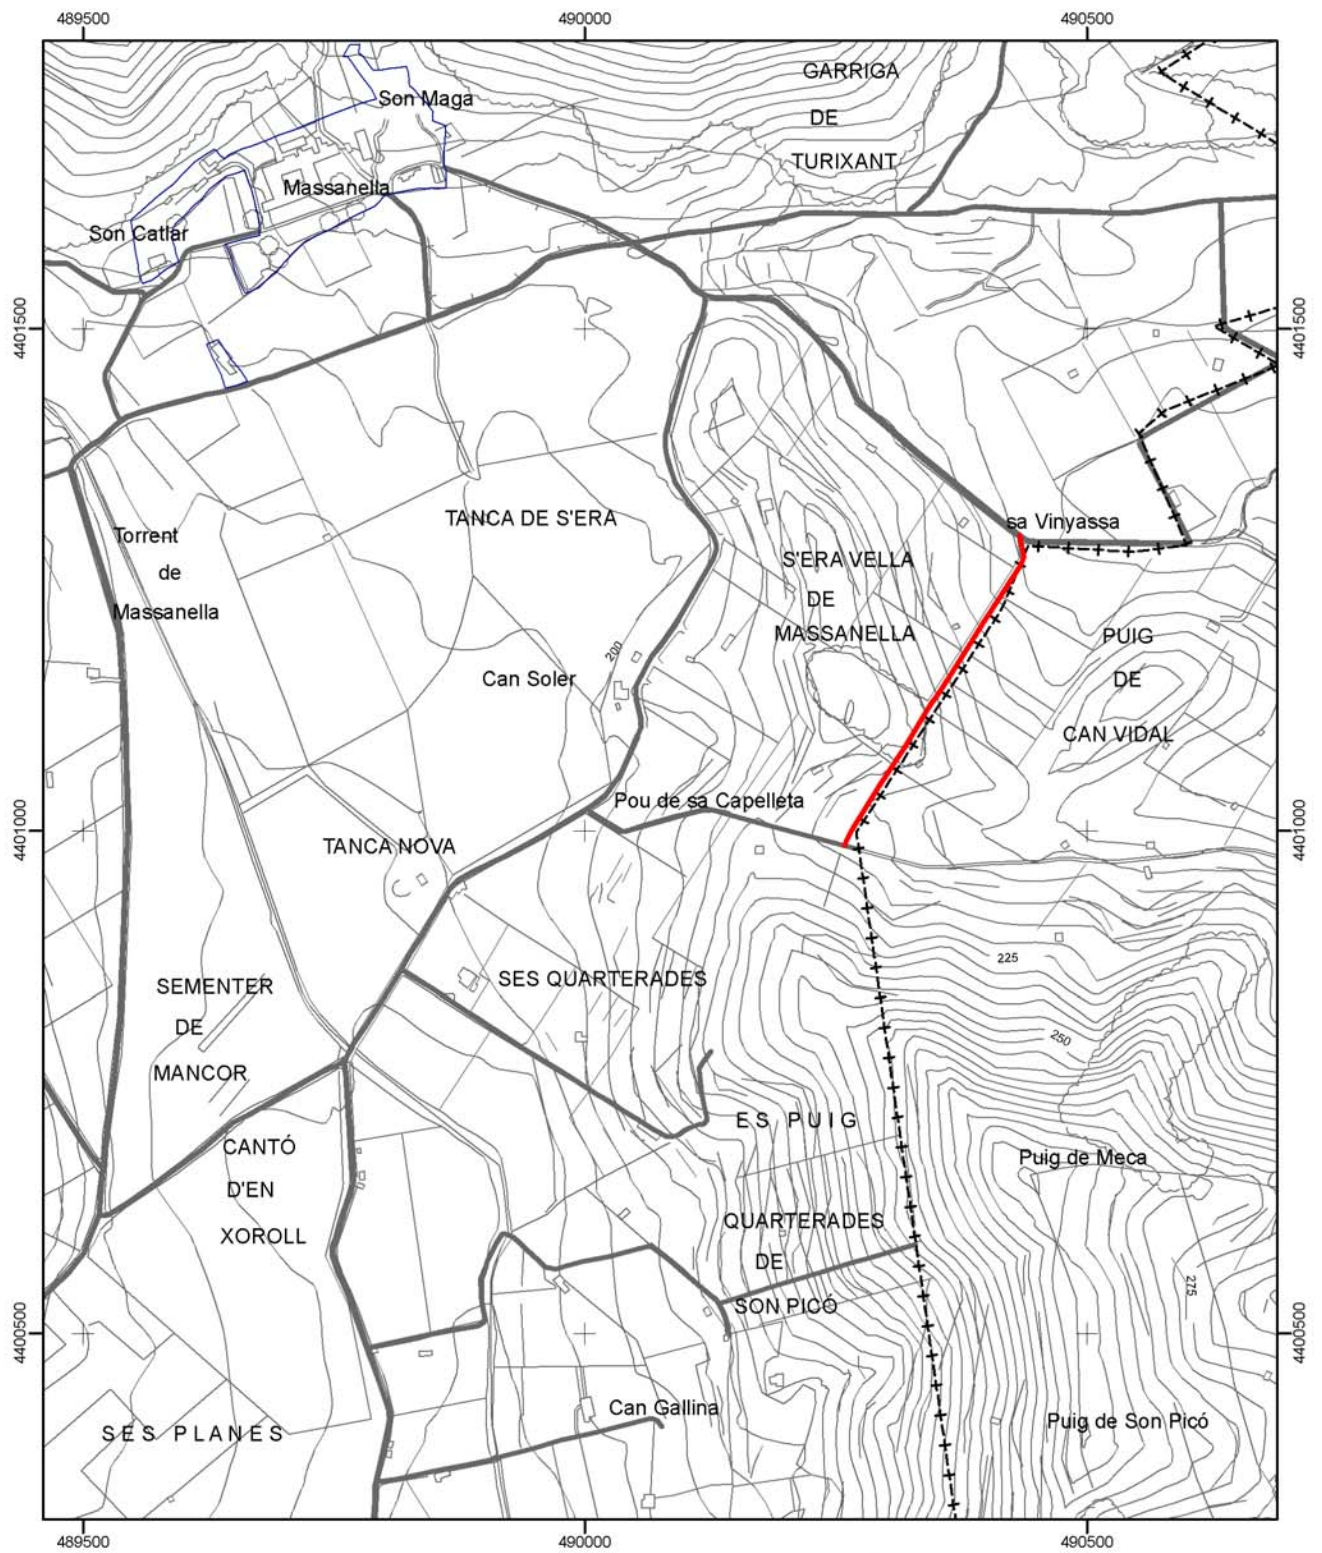 489500
490000
490500
GARRIGA
DE
TURIXANT
Son Maga
Massanella
Son Catlar
4401500
4401500
TANCA DE S'ERA
sa Vinyassa
Torrent
de
Massanella
S'ERA VELLA
DE
MASSANELLA
200
Can Soler
PUIG
DE
CAN VIDAL
Pou de sa Capelleta
4401000
4401000
TANCA NOVA
225
SES QUARTERADES
SEMENTER
DE
MANCOR
250
ES PUIG
CANTÓ
D'EN
XOROLL
Puig de Meca
QUARTERADES
DE
SON PICÓ
275
4400500
4400500
Can Gallina
Puig de Son Picó
SES PLANES
489500
490000
490500